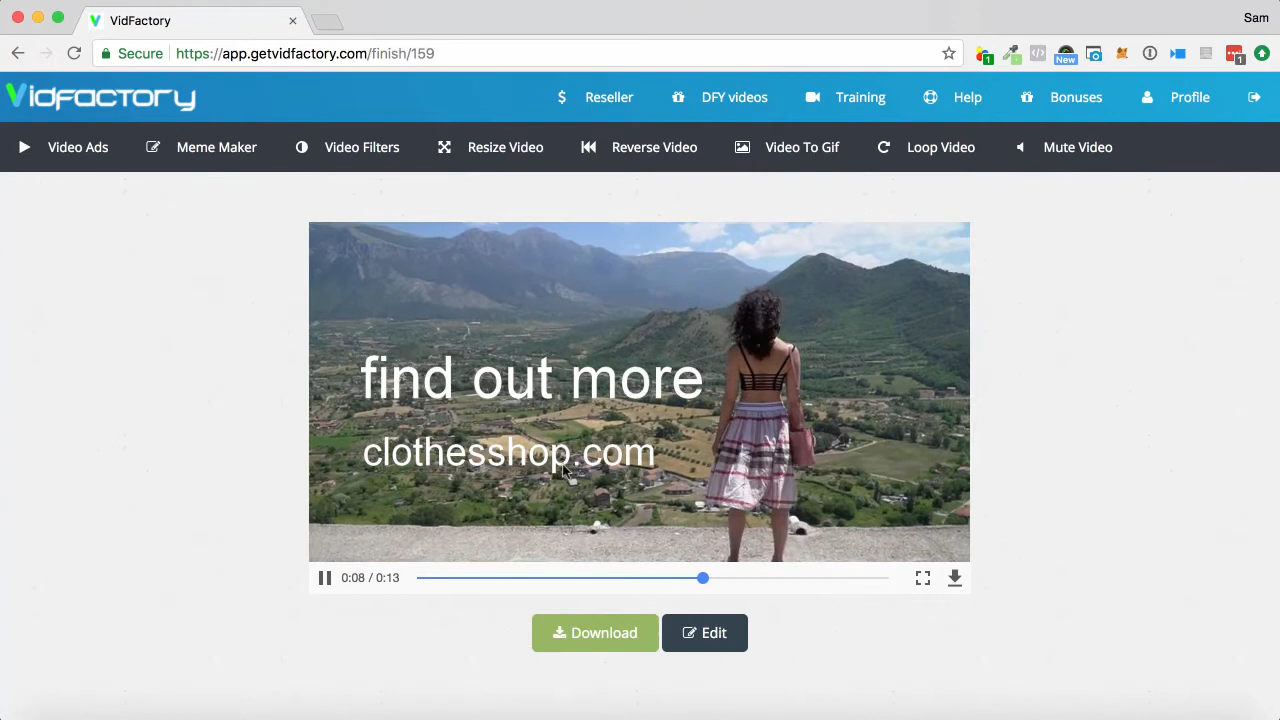 VidFactory
Sam
Secure https://app.getvidfactory.com/finish/159
1
New
1
Vidfactory
$ Reseller DFY videos Training Help Bonuses Profile
Video Ads Meme Maker Video Filters Resize Video Reverse Video Video To Gif Loop Video Mute Video
find out more
clothesshop.com
0:08 / 0:13
Download Edit